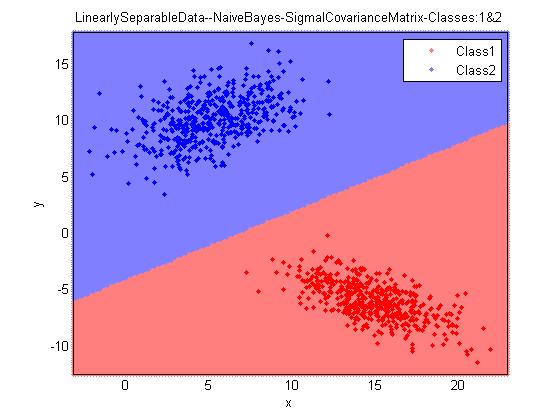 LinearlySeparableData--NaiveBayes-SigmaICovarianceMatrix-Classes:1&2
Class1
Class2
15
10
5
0
-5
-10
y
0
5
10
15
20
x